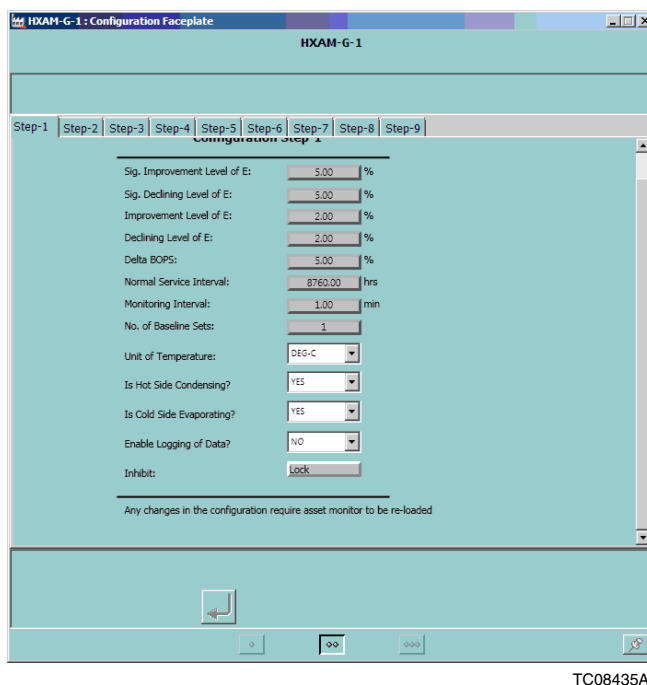 HXAM-G-1 : Configuration Faceplate
HXAM-G-1
Step-1 Step-2 Step-3 Step-4 Step-5 Step-6 Step-7 Step-8 Step-9
Configuration Step 1
Sig. Improvement Level of E: 5.00 %
Sig. Declining Level of E: 5.00 %
Improvement Level of E: 2.00 %
Declining Level of E: 2.00 %
Delta BOPS: 5.00 %
Normal Service Interval: 8760.00 hrs
Monitoring Interval: 1.00 min
No. of Baseline Sets: 1
Unit of Temperature: DEG-C
Is Hot Side Condensing? YES
Is Cold Side Evaporating? YES
Enable Logging of Data? NO
Inhibit: Lock
Any changes in the configuration require asset monitor to be re-loaded
TC08435A